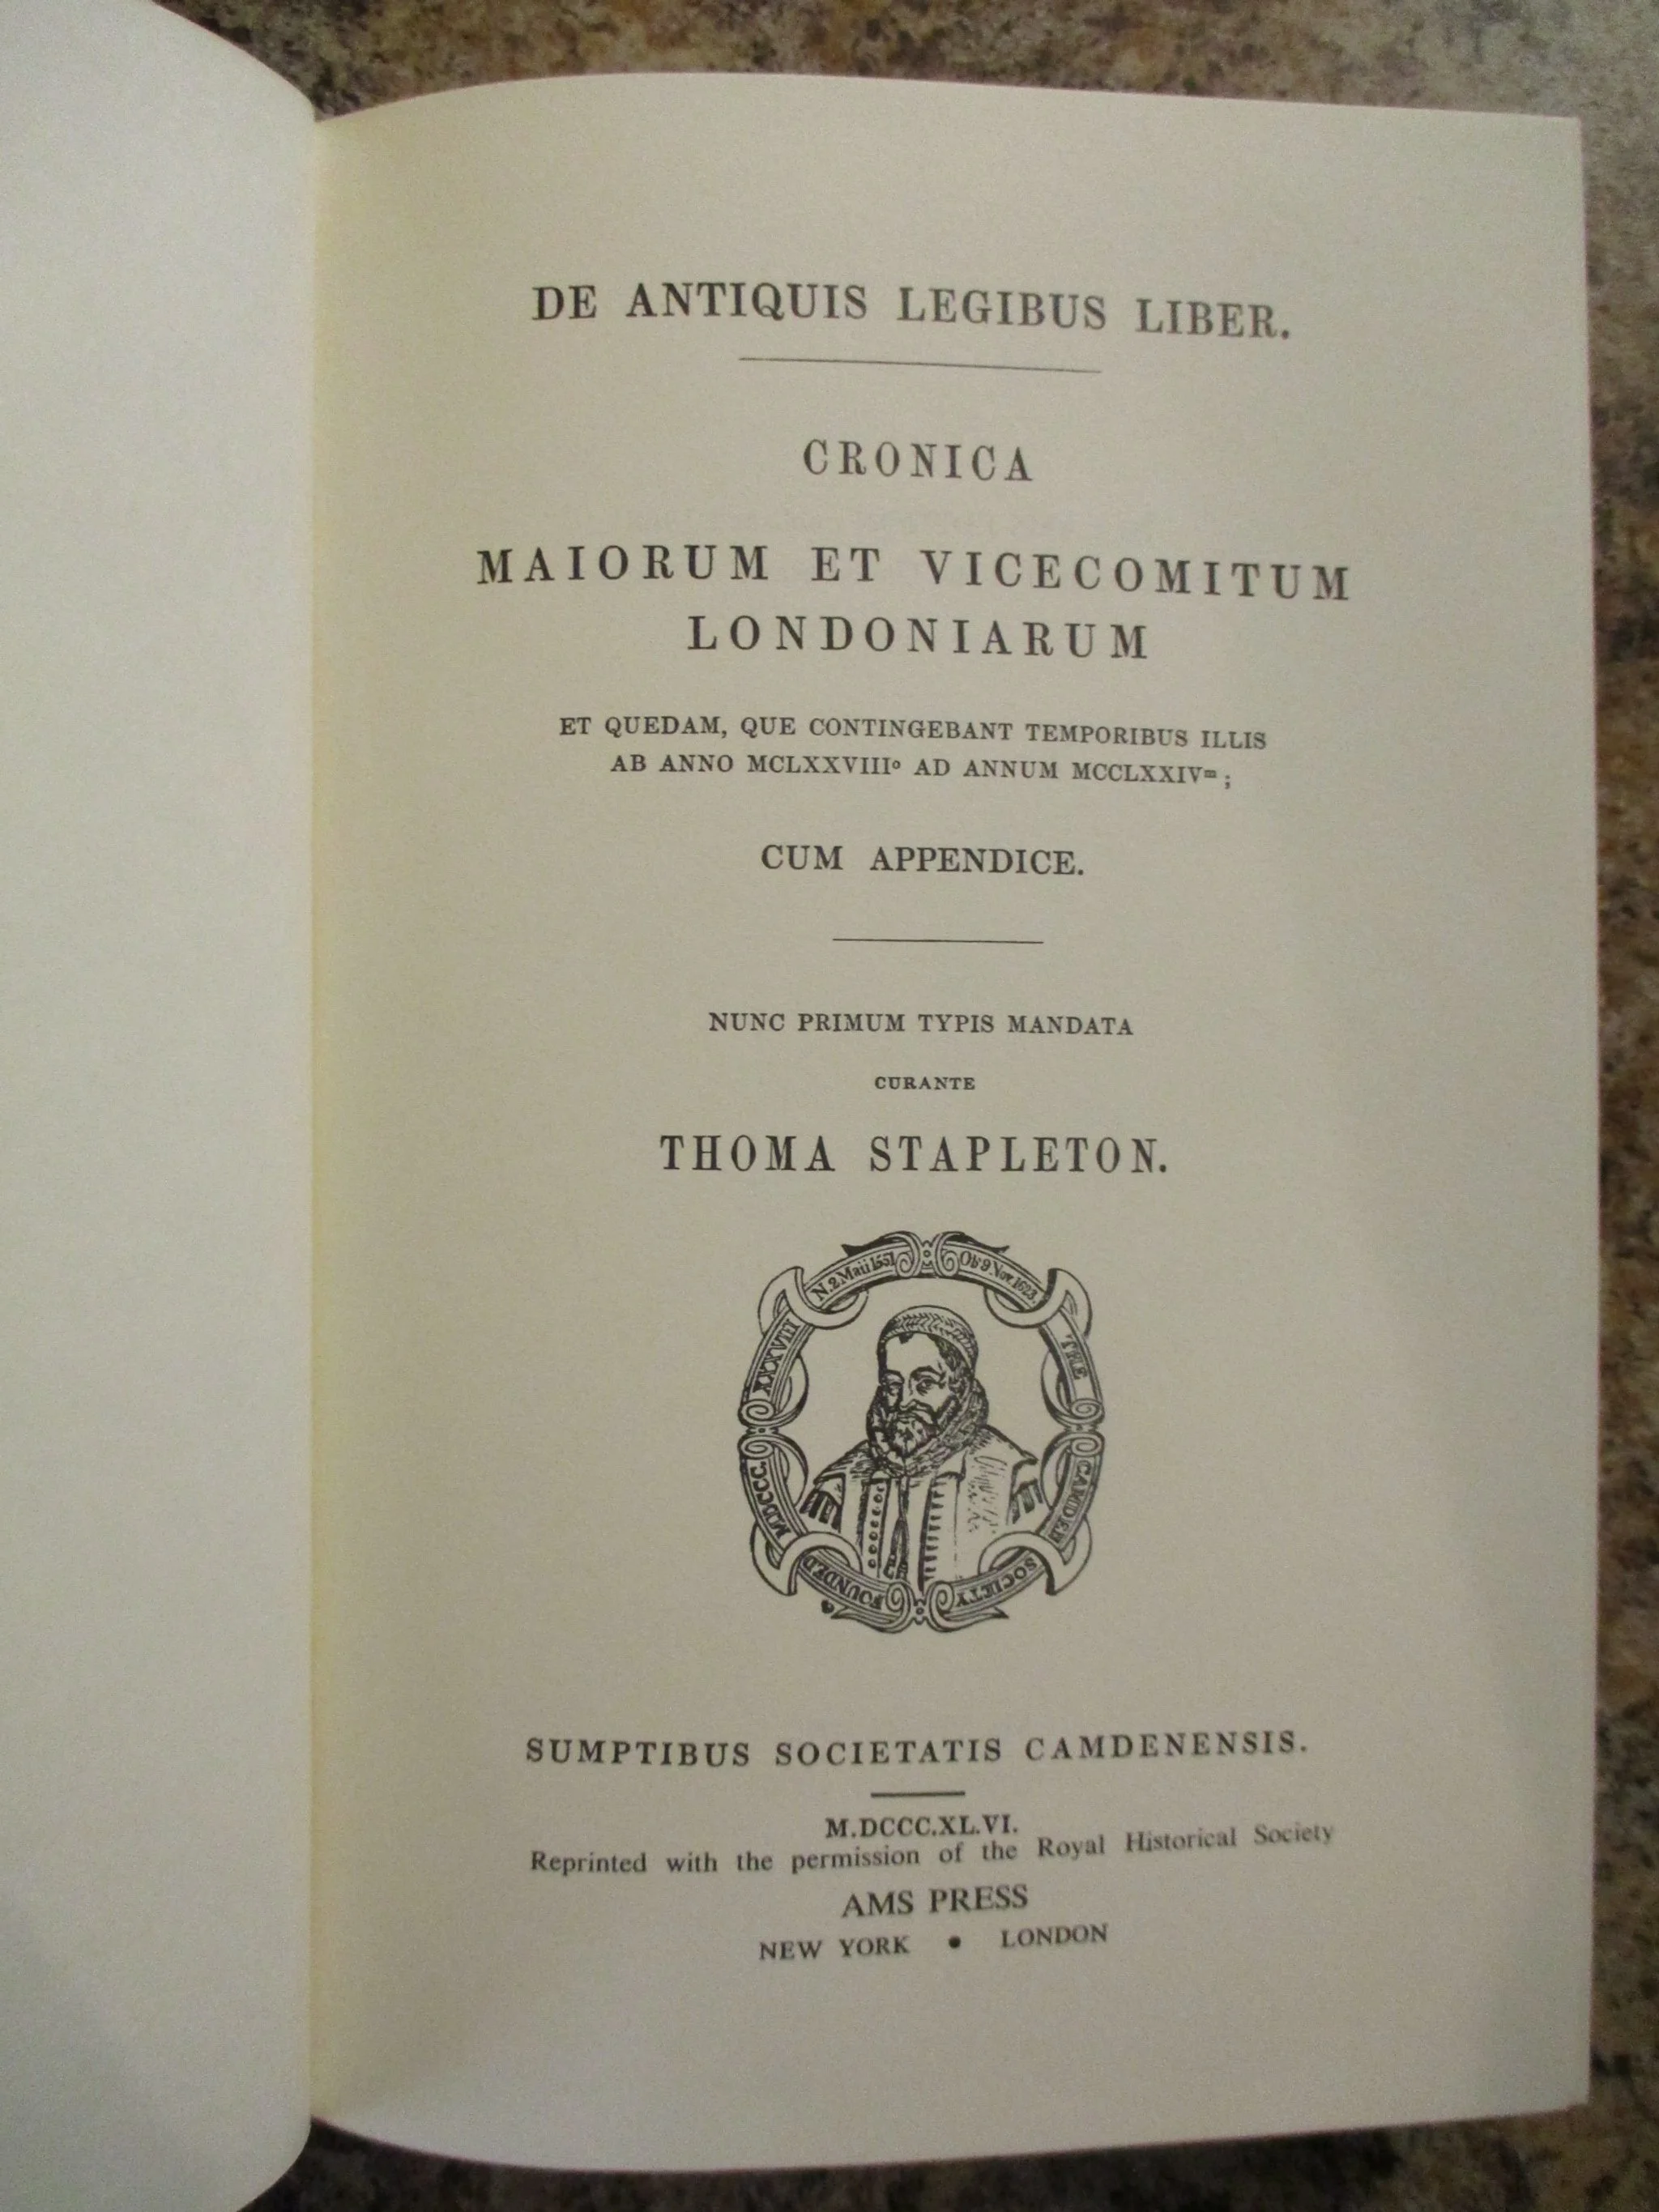 DE ANTIQUIS LEGIBUS LIBER.
CRONICA
MAIORUM ET VICECOMITUM
LONDONIARUM
ET QUEDAM, QUE CONTINGEBANT TEMPORIBUS ILLIS
AB ANNO MCLXXVIIIº AD ANNUM MCCLXXIVᵐ;
CUM APPENDICE.
NUNC PRIMUM TYPIS MANDATA
CURANTE
THOMA STAPLETON.
N. 2. Maii 1551
Ob. 9 Nov. 1623.
THE
CAMDEN
SOCIETY
FOUNDED
MDCCC.
XXXVIII
SUMPTIBUS SOCIETATIS CAMDENENSIS.
M.DCCC.XL.VI.
Reprinted with the permission of the Royal Historical Society
AMS PRESS
NEW YORK • LONDON